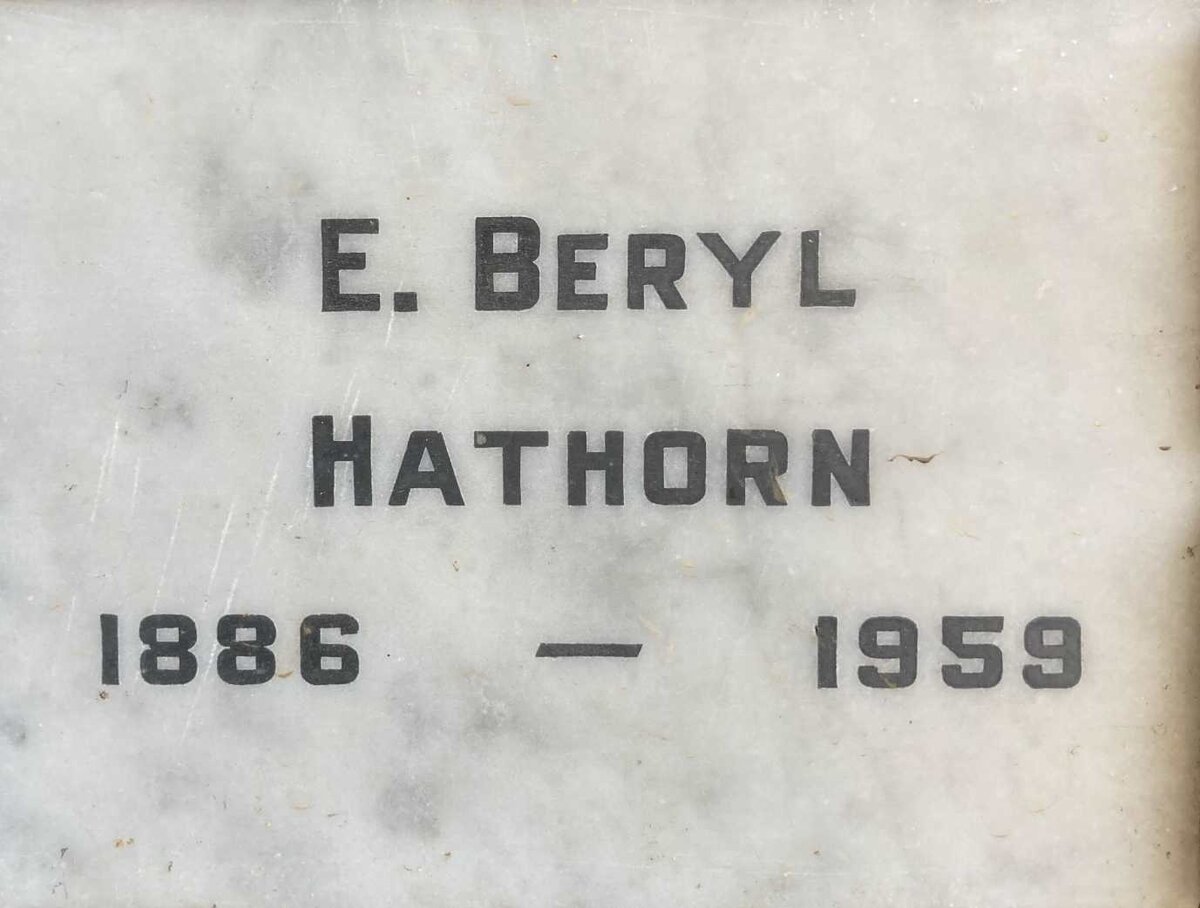 E. BERYL
HATHORN
1886 — 1959